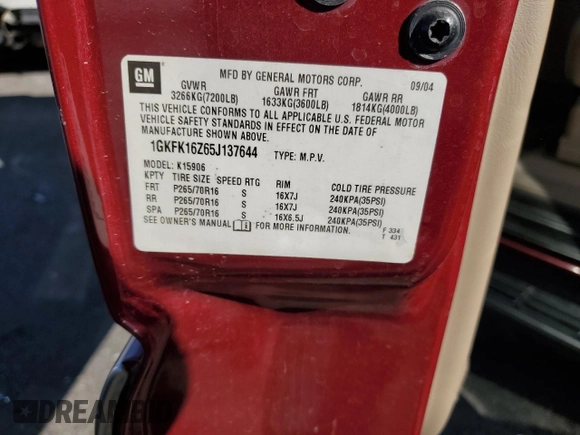 GM
MFD BY GENERAL MOTORS CORP. 09/04
GVWR GAWR FRT GAWR RR
3266KG(7200LB) 1633KG(3600LB) 1814KG(4000LB)
THIS VEHICLE CONFORMS TO ALL APPLICABLE U.S. FEDERAL MOTOR
VEHICLE SAFETY STANDARDS IN EFFECT ON THE DATE OF
MANUFACTURE SHOWN ABOVE.
1GKFK16Z65J137644 TYPE: M.P.V.
MODEL: K15906
KPTY TIRE SIZE SPEED RTG RIM COLD TIRE PRESSURE
FRT P265/70R16 S 16X7J 240KPA(35PSI)
RR P265/70R16 S 16X7J 240KPA(35PSI)
SPA P265/70R16 S 16X6.5J 240KPA(35PSI)
SEE OWNER'S MANUAL FOR MORE INFORMATION.
F 334
T 431
DREAMBID